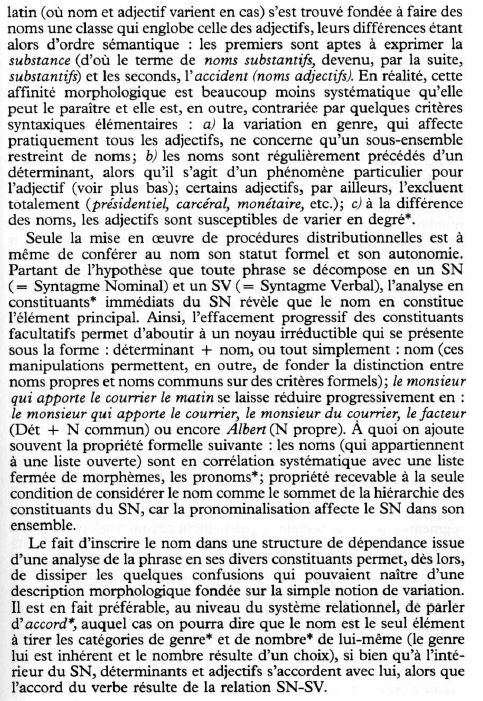 latin (où nom et adjectif varient en cas) s'est trouvé fondée à faire des
noms une classe qui englobe celle des adjectifs, leurs différences étant
alors d'ordre sémantique : les premiers sont aptes à exprimer la
substance (d'où le terme de noms substantifs, devenu, par la suite,
substantifs) et les seconds, l'accident (noms adjectifs). En réalité, cette
affinité morphologique est beaucoup moins systématique qu'elle
peut le paraître et elle est, en outre, contrariée par quelques critères
syntaxiques élémentaires : a) la variation en genre, qui affecte
pratiquement tous les adjectifs, ne concerne qu'un sous-ensemble
restreint de noms; b) les noms sont régulièrement précédés d'un
déterminant, alors qu'il s'agit d'un phénomène particulier pour
l'adjectif (voir plus bas); certains adjectifs, par ailleurs, l'excluent
totalement (présidentiel, carcéral, monétaire, etc.); c) à la différence
des noms, les adjectifs sont susceptibles de varier en degré*.
Seule la mise en œuvre de procédures distributionnelles est à
même de conférer au nom son statut formel et son autonomie.
Partant de l'hypothèse que toute phrase se décompose en un SN
(= Syntagme Nominal) et un SV (= Syntagme Verbal), l'analyse en
constituants* immédiats du SN révèle que le nom en constitue
l'élément principal. Ainsi, l'effacement progressif des constituants
facultatifs permet d'aboutir à un noyau irréductible qui se présente
sous la forme : déterminant + nom, ou tout simplement : nom (ces
manipulations permettent, en outre, de fonder la distinction entre
noms propres et noms communs sur des critères formels); le monsieur
qui apporte le courrier le matin se laisse réduire progressivement en :
le monsieur qui apporte le courrier, le monsieur du courrier, le facteur
(Dét + N commun) ou encore Albert (N propre). À quoi on ajoute
souvent la propriété formelle suivante : les noms (qui appartiennent
à une liste ouverte) sont en corrélation systématique avec une liste
fermée de morphèmes, les pronoms*; propriété recevable à la seule
condition de considérer le nom comme le sommet de la hiérarchie des
constituants du SN, car la pronominalisation affecte le SN dans son
ensemble.
Le fait d'inscrire le nom dans une structure de dépendance issue
d'une analyse de la phrase en ses divers constituants permet, dès lors,
de dissiper les quelques confusions qui pouvaient naître d'une
description morphologique fondée sur la simple notion de variation.
Il est en fait préférable, au niveau du système relationnel, de parler
d'accord*, auquel cas on pourra dire que le nom est le seul élément
à tirer les catégories de genre* et de nombre* de lui-même (le genre
lui est inhérent et le nombre résulte d'un choix), si bien qu'à l'inté-
rieur du SN, déterminants et adjectifs s'accordent avec lui, alors que
l'accord du verbe résulte de la relation SN-SV.